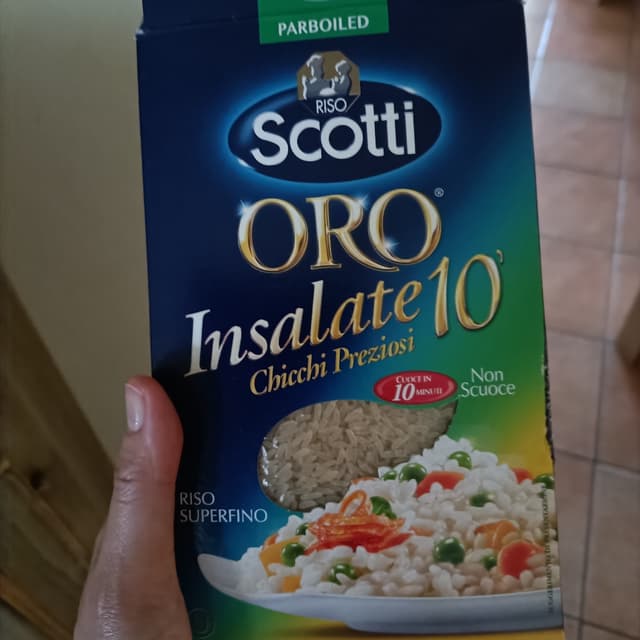 PARBOILED
RISO
Scotti
ORO®
Insalate 10'
Chicchi Preziosi
CUOCE IN
10 MINUTI
Non
Scuoce
RISO
SUPERFINO